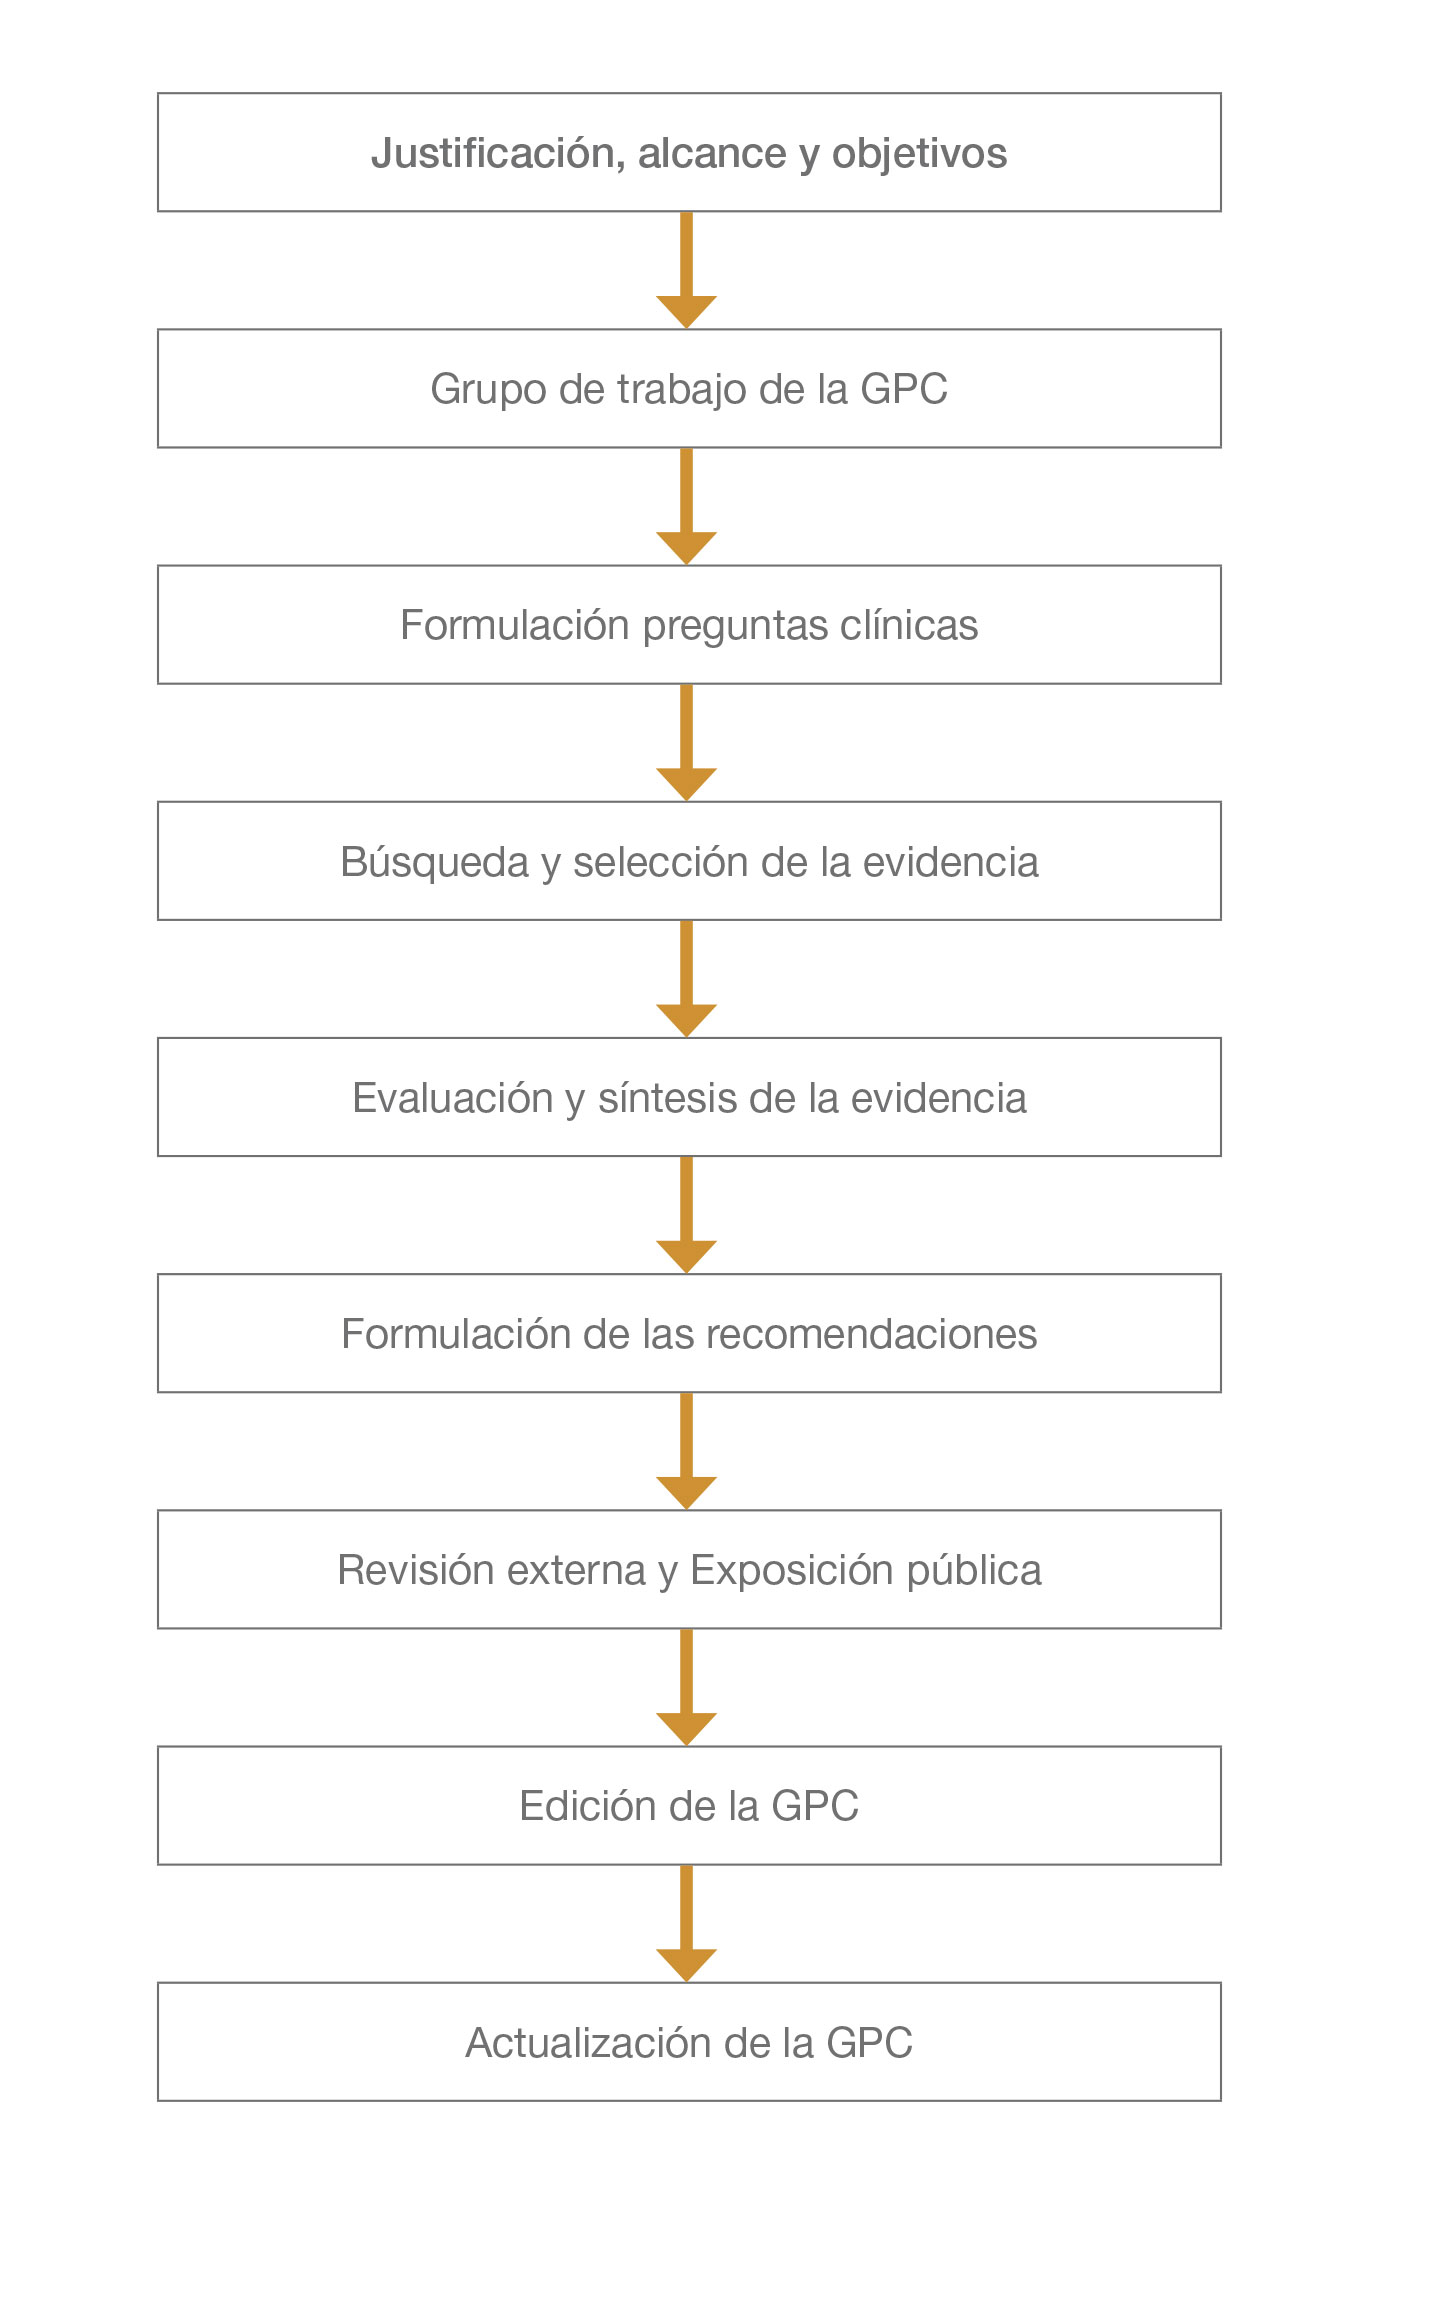 Justificación, alcance y objetivos
Grupo de trabajo de la GPC
Formulación preguntas clínicas
Búsqueda y selección de la evidencia
Evaluación y síntesis de la evidencia
Formulación de las recomendaciones
Revisión externa y Exposición pública
Edición de la GPC
Actualización de la GPC